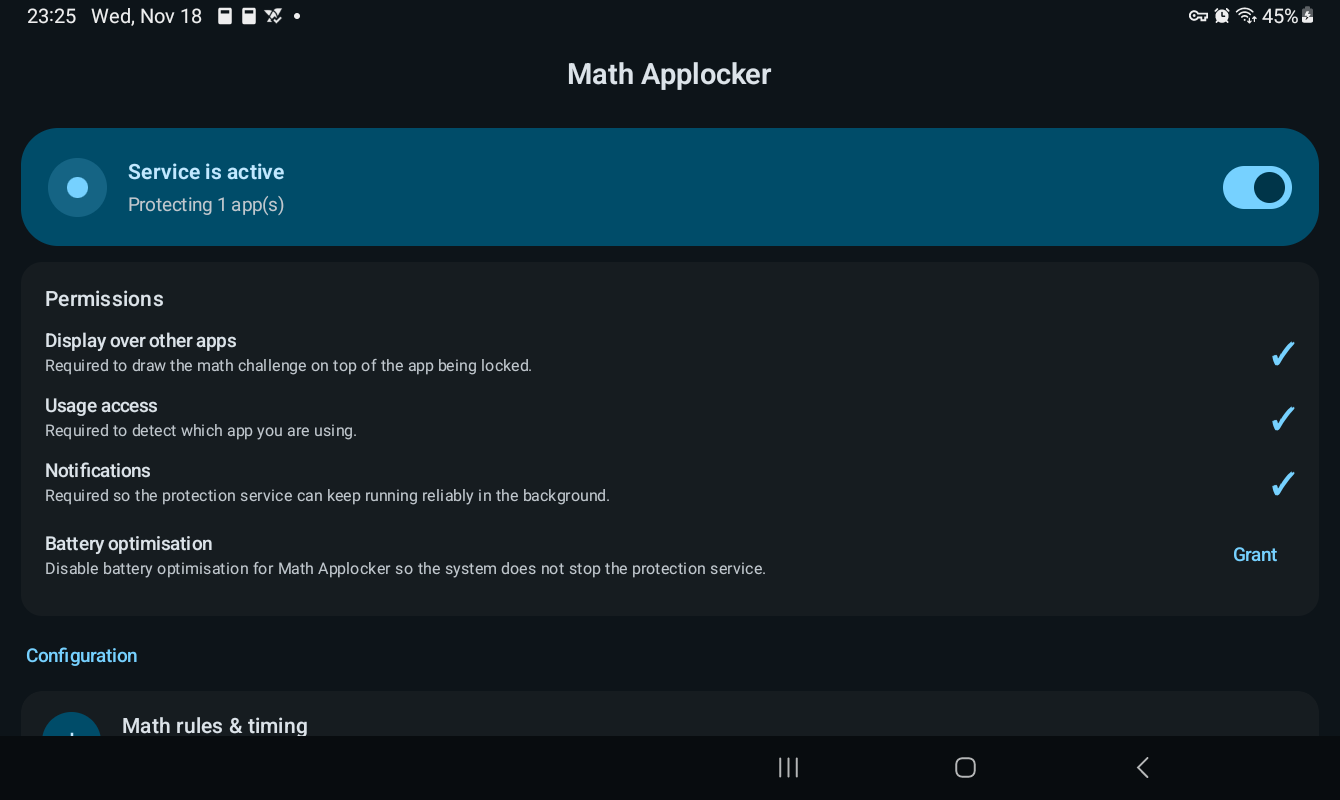 23:25 Wed, Nov 18
45%
Math Applocker
Service is active
Protecting 1 app(s)
Permissions
Display over other apps
Required to draw the math challenge on top of the app being locked.
Usage access
Required to detect which app you are using.
Notifications
Required so the protection service can keep running reliably in the background.
Battery optimisation
Disable battery optimisation for Math Applocker so the system does not stop the protection service.
Grant
Configuration
Math rules & timing